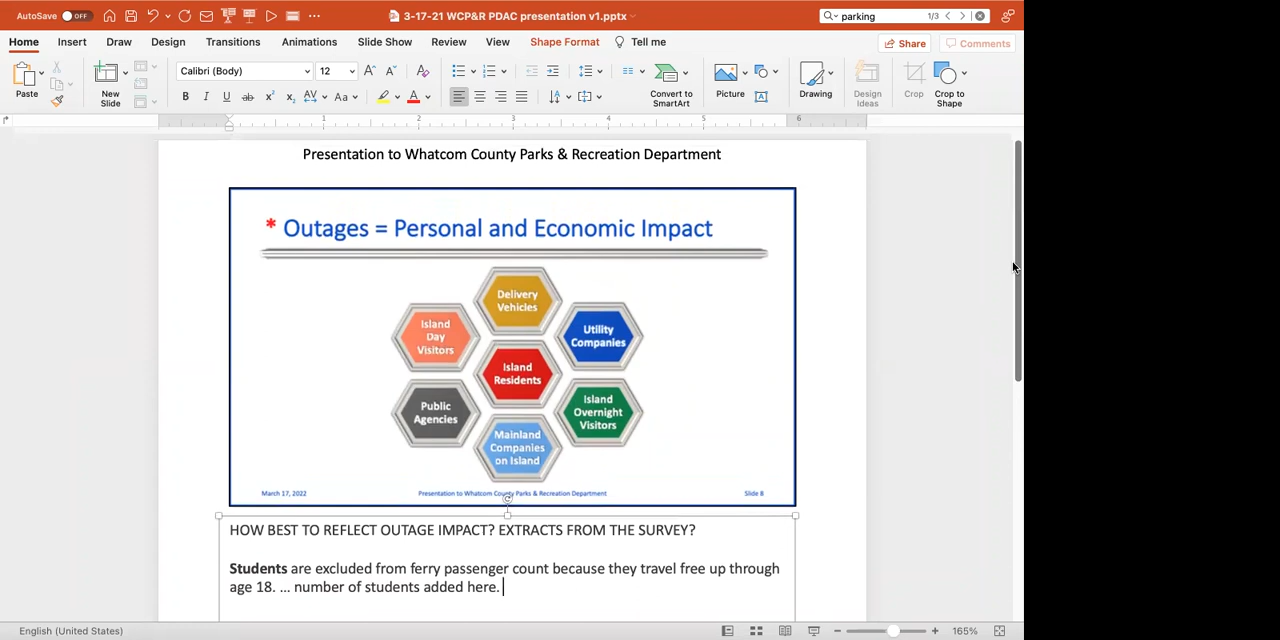 AutoSave OFF
3-17-21 WCP&R PDAC presentation v1.pptx
parking 1/3
Home Insert Draw Design Transitions Animations Slide Show Review View Shape Format Tell me
Share Comments
Calibri (Body) 12
Paste New Slide Convert to SmartArt Picture Drawing Design Ideas Crop Crop to Shape
1 2 3 4 5 6
Presentation to Whatcom County Parks & Recreation Department
* Outages = Personal and Economic Impact
Delivery
Vehicles
Island
Day
Visitors
Utility
Companies
Island
Residents
Public
Agencies
Island
Overnight
Visitors
Mainland
Companies
on Island
March 17, 2022 Presentation to Whatcom County Parks & Recreation Department Slide 8
HOW BEST TO REFLECT OUTAGE IMPACT? EXTRACTS FROM THE SURVEY?
Students are excluded from ferry passenger count because they travel free up through
age 18. … number of students added here.
English (United States) 165%